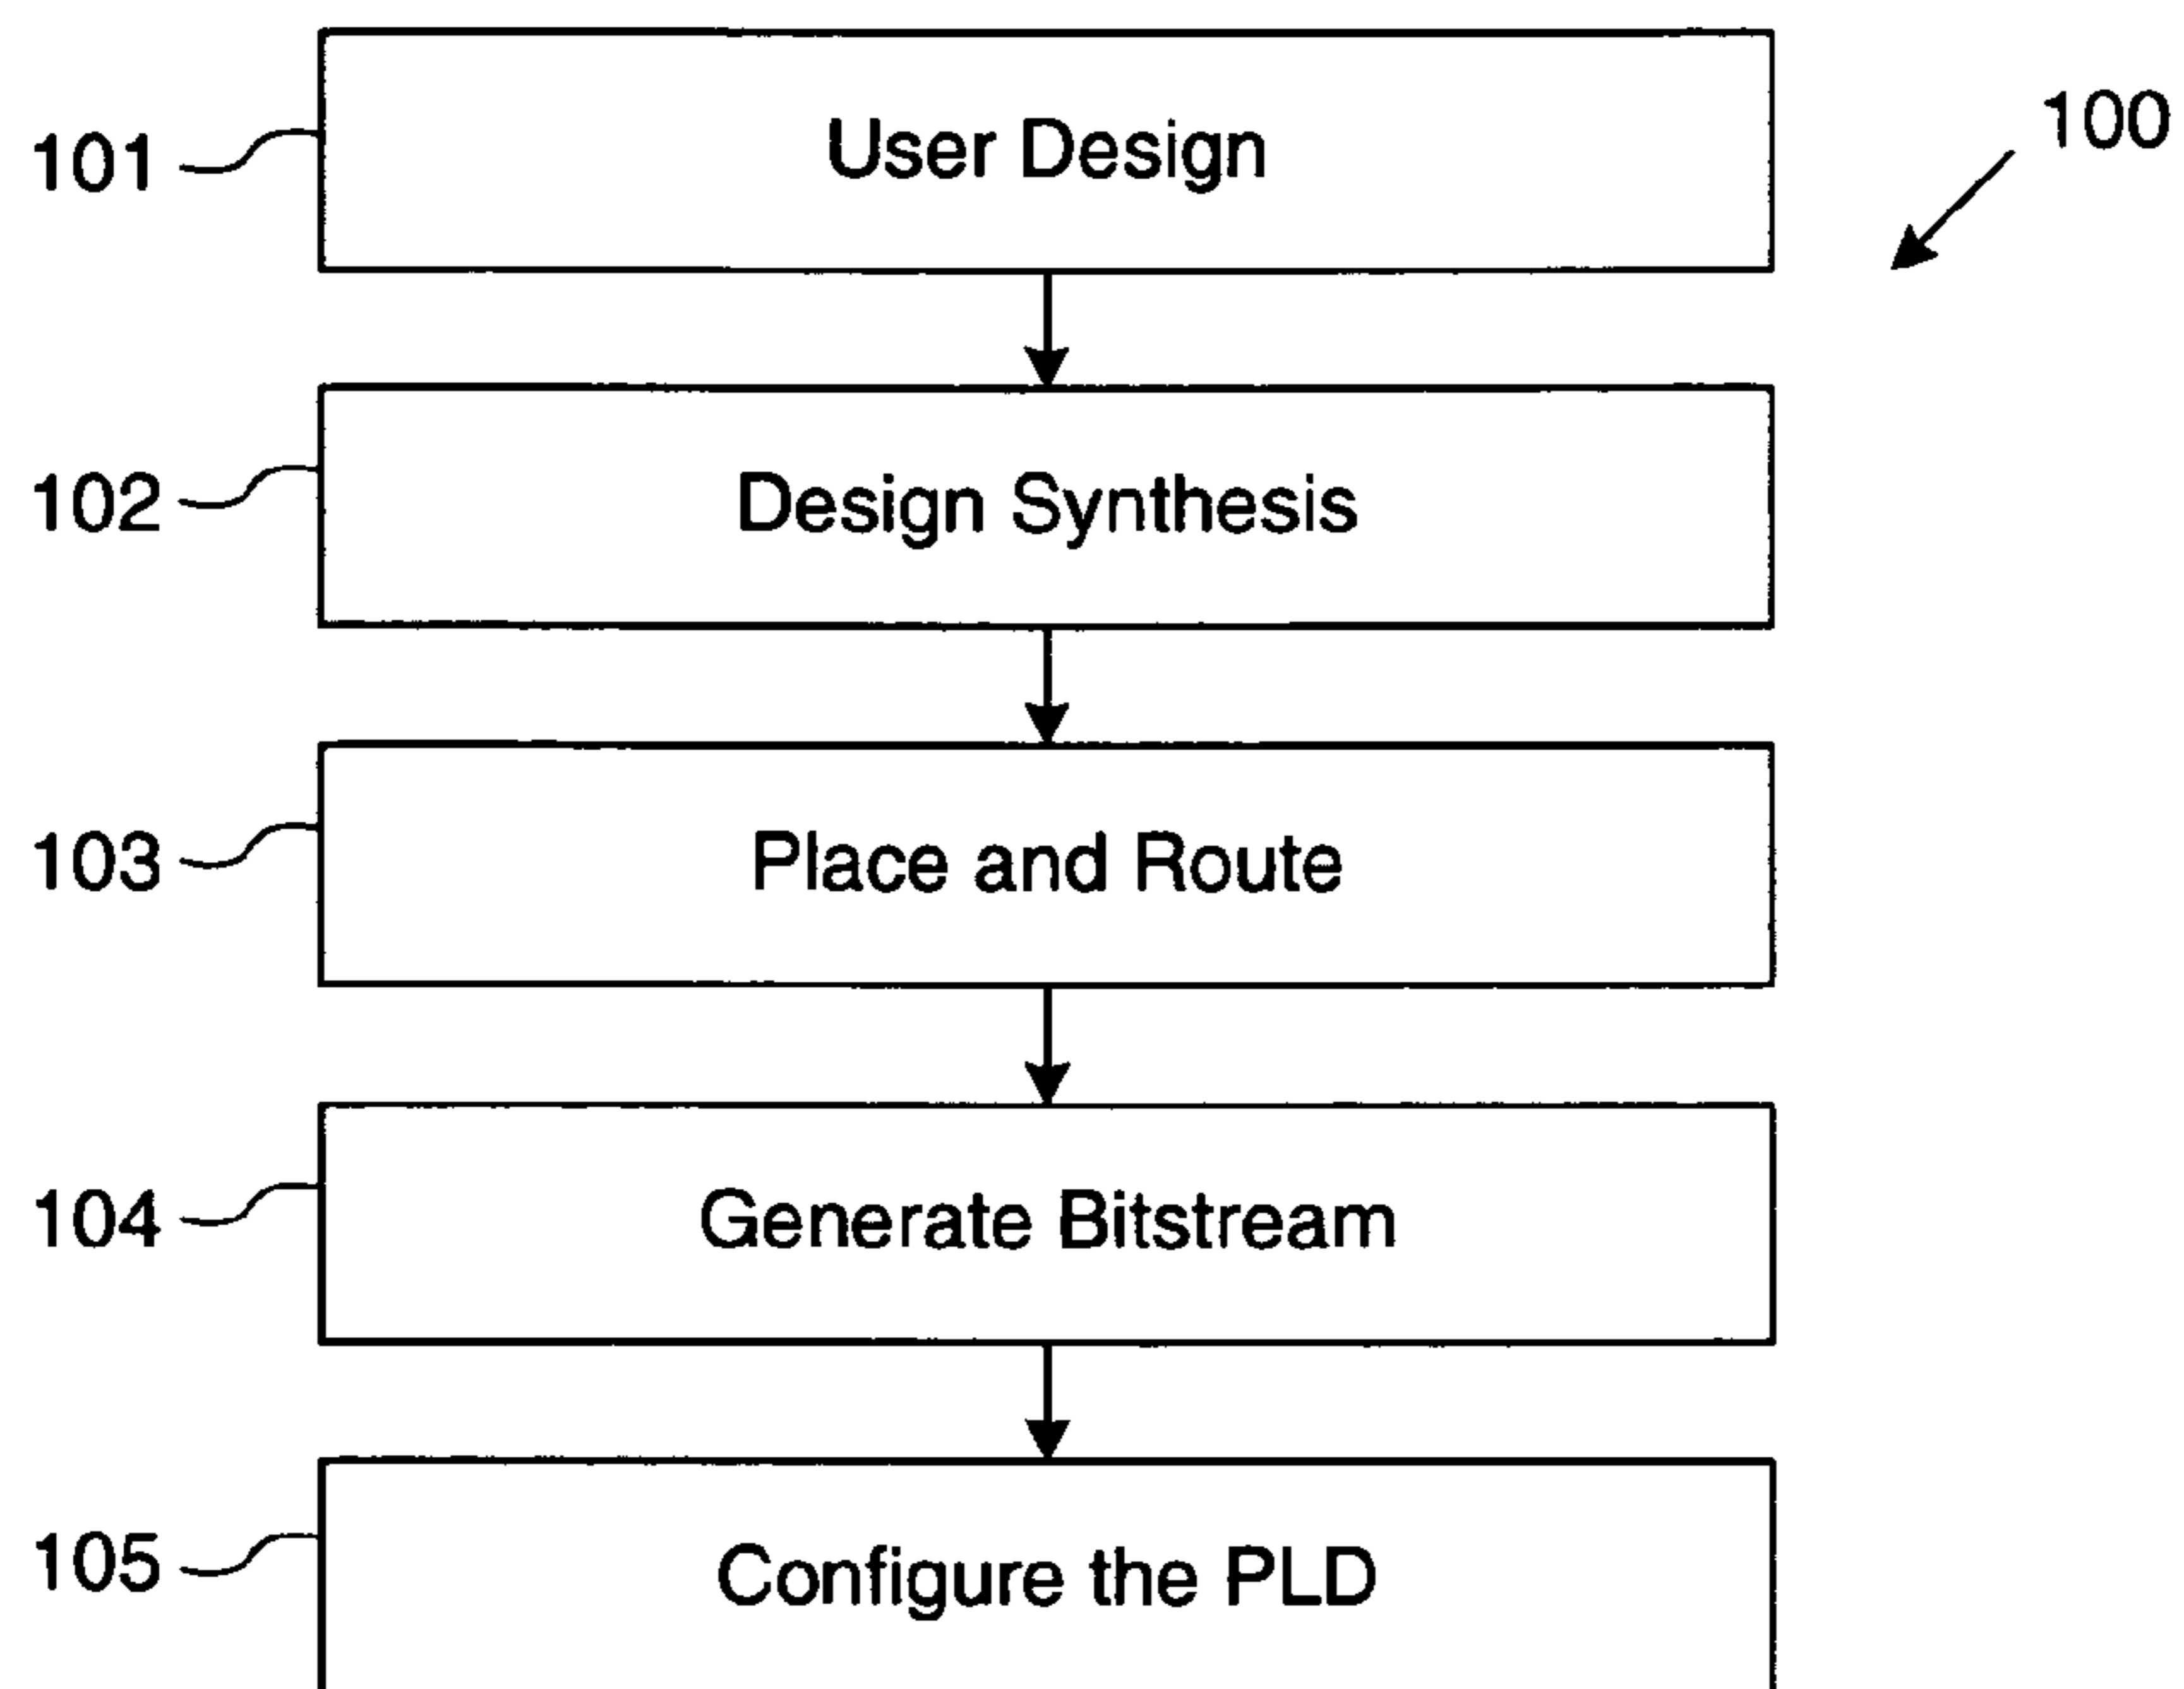 100
101
User Design
102
Design Synthesis
103
Place and Route
104
Generate Bitstream
105
Configure the PLD